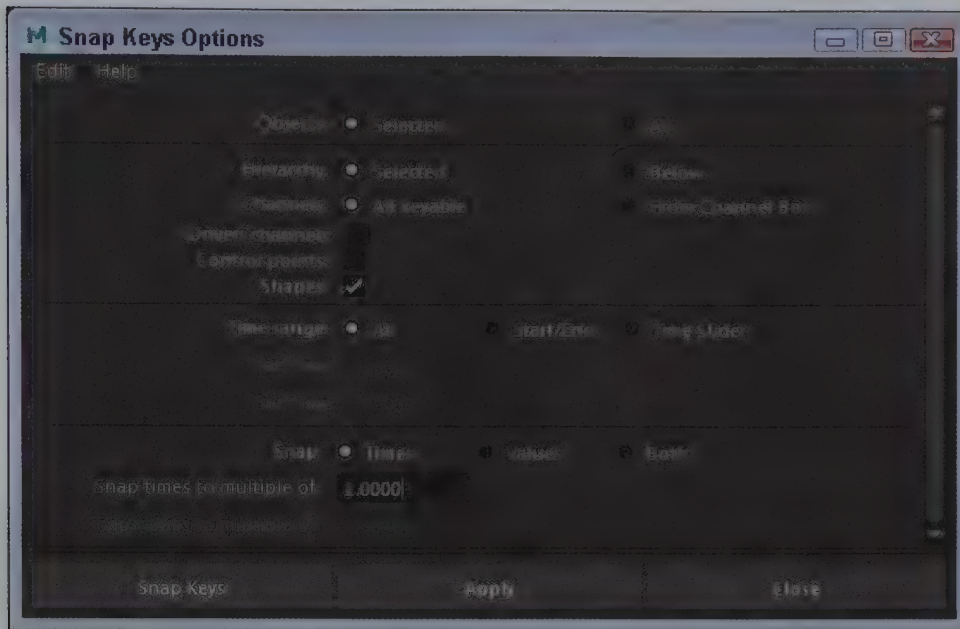 M Snap Keys Options
Edit Help
Objects: Selected All
Hierarchy: Selected Below
Channels: All keyable From Channel Box
Driven channels:
Control points:
Shapes:
Time range: All Start/End Time Slider
Snap: Times Values Both
Snap times to multiple of: 1.0000
Snap Keys Apply Close